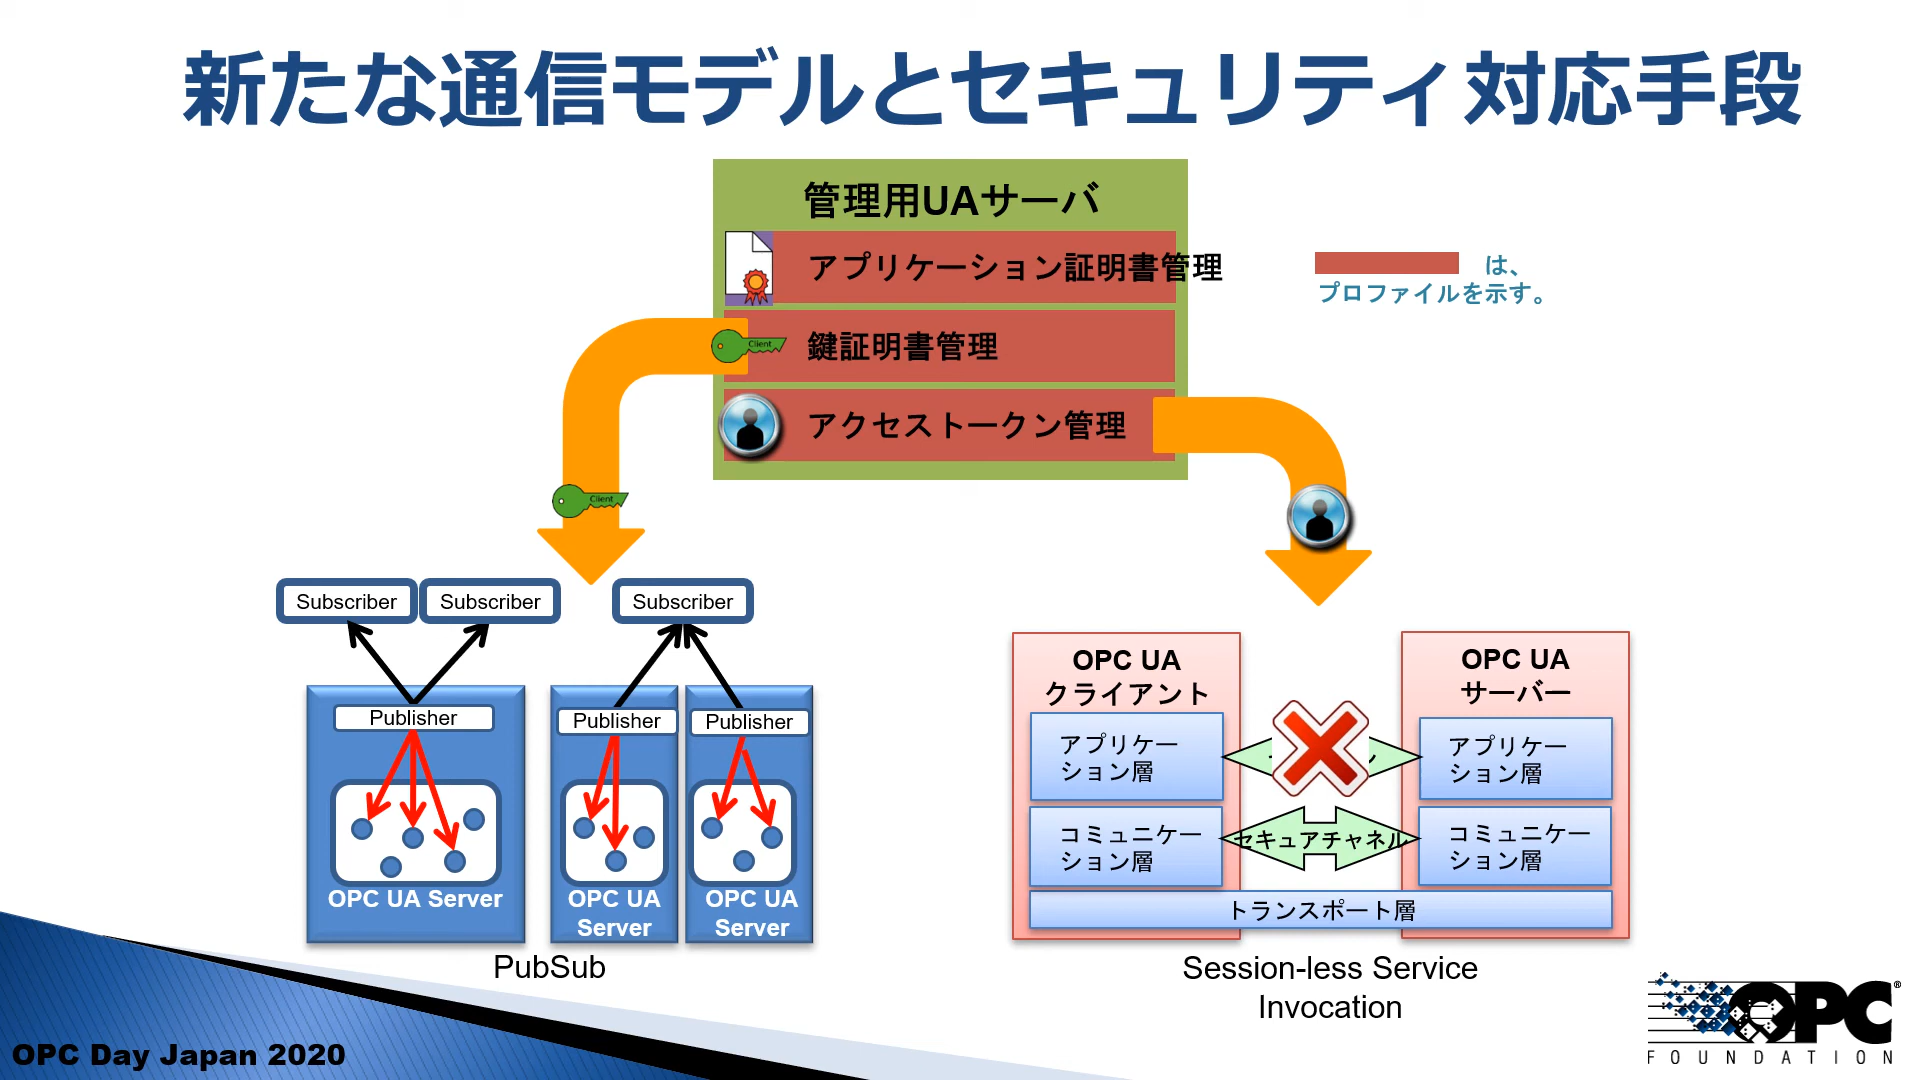 新たな通信モデルとセキュリティ対応手段
管理用UAサーバ
アプリケーション証明書管理
は、
プロファイルを示す。
Client
鍵証明書管理
アクセストークン管理
Client
Subscriber
Subscriber
Subscriber
Publisher
Publisher
Publisher
OPC UA Server
OPC UA
Server
OPC UA
Server
PubSub
OPC UA
クライアント
OPC UA
サーバー
アプリケー
ション層
アプリケー
ション層
コミュニケー
ション層
セキュアチャネル
コミュニケー
ション層
トランスポート層
Session-less Service
Invocation
OPC Day Japan 2020
OPC®
FOUNDATION